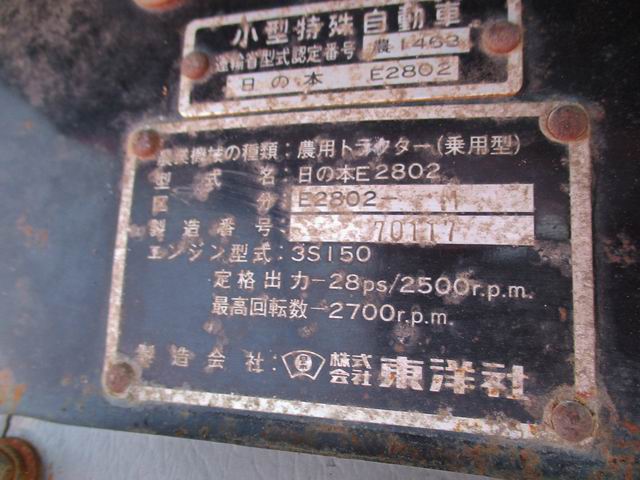 小型特殊自動車
運輸省型式認定番号 農1463
日の本 E2802
農業機械の種類：農用トラクター(乗用型)
型式名：日の本E2802
区分：E2802- M
製造番号：70117
エンジン型式：3S150
定格出力-28ps/2500r.p.m.
最高回転数-2700r.p.m.
製造会社：株式会社 東洋社